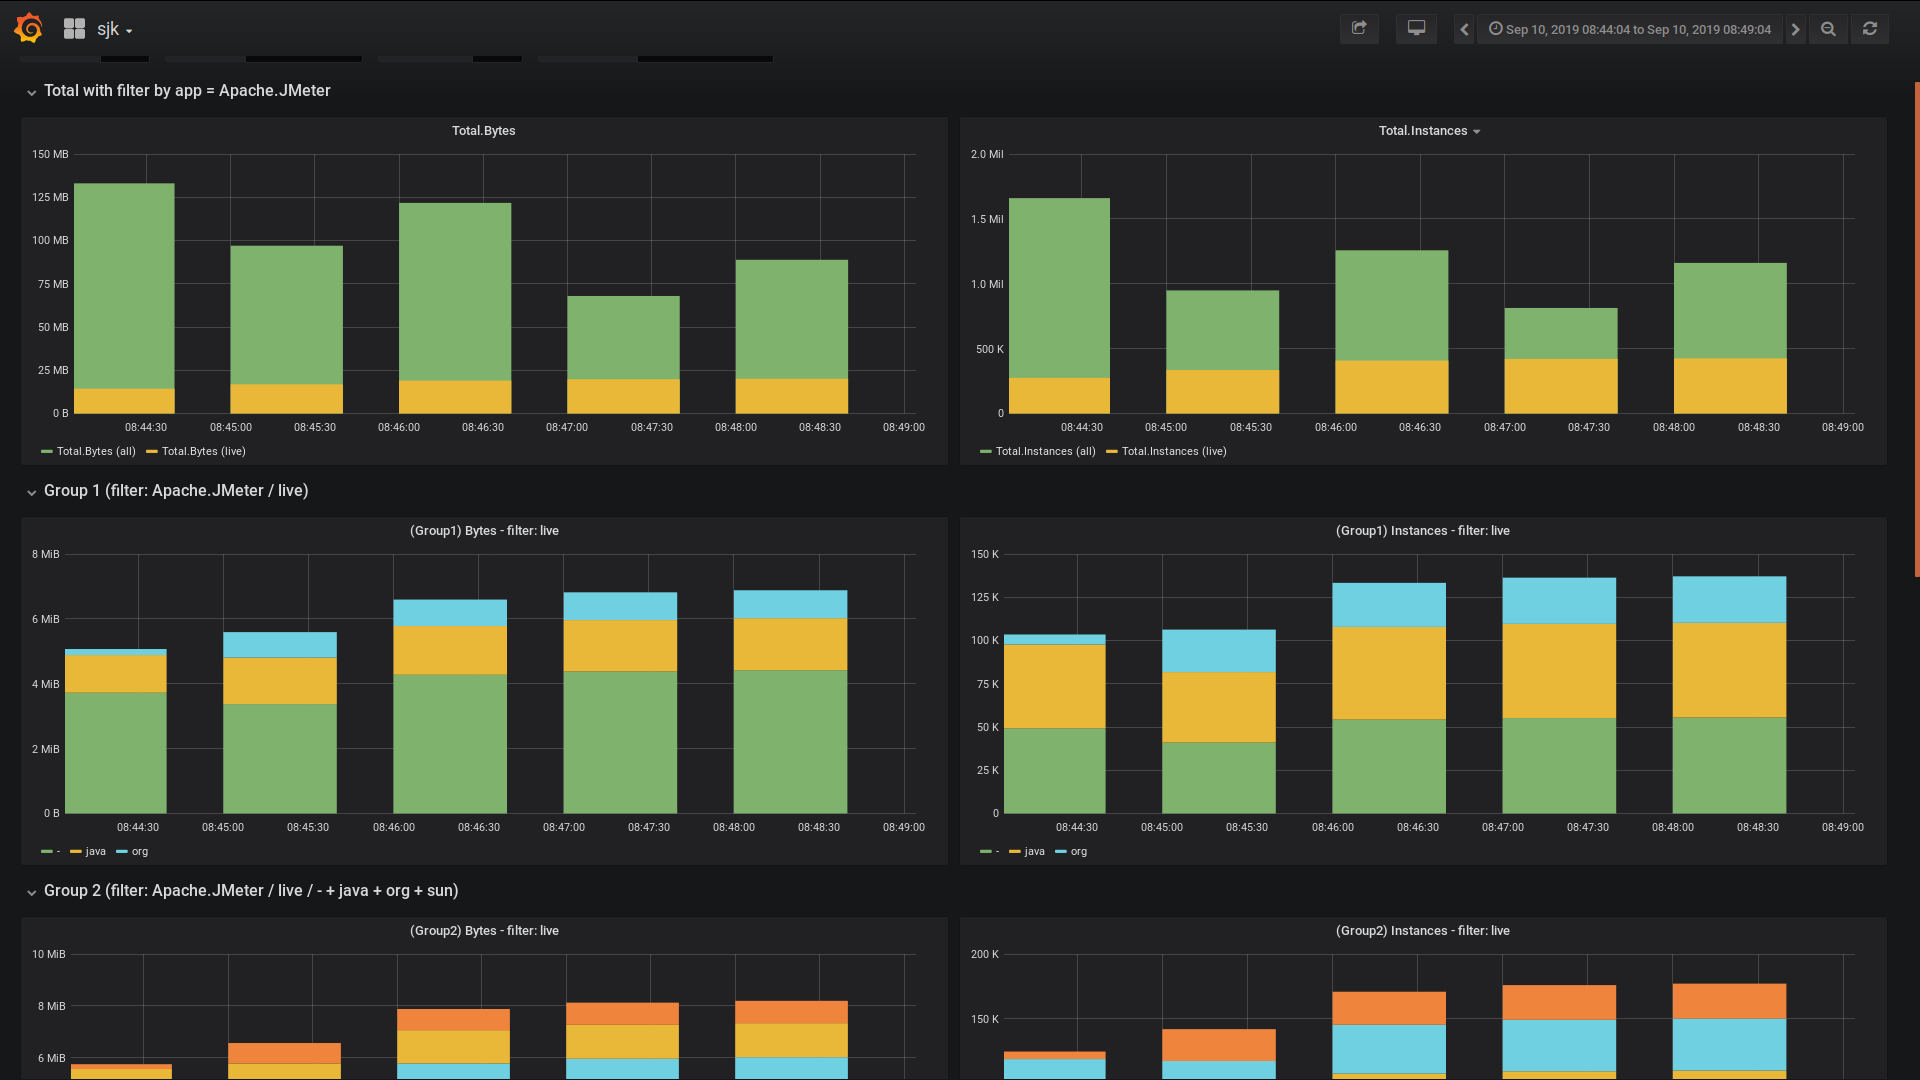 sjk
Sep 10, 2019 08:44:04 to Sep 10, 2019 08:49:04
Total with filter by app = Apache.JMeter
Total.Bytes
150 MB
125 MB
100 MB
75 MB
50 MB
25 MB
0 B
08:44:30 08:45:00 08:45:30 08:46:00 08:46:30 08:47:00 08:47:30 08:48:00 08:48:30 08:49:00
Total.Bytes (all) Total.Bytes (live)
Total.Instances
2.0 Mil
1.5 Mil
1.0 Mil
500 K
0
08:44:30 08:45:00 08:45:30 08:46:00 08:46:30 08:47:00 08:47:30 08:48:00 08:48:30 08:49:00
Total.Instances (all) Total.Instances (live)
Group 1 (filter: Apache.JMeter / live)
(Group1) Bytes - filter: live
8 MiB
6 MiB
4 MiB
2 MiB
0 B
08:44:30 08:45:00 08:45:30 08:46:00 08:46:30 08:47:00 08:47:30 08:48:00 08:48:30 08:49:00
- java org
(Group1) Instances - filter: live
150 K
125 K
100 K
75 K
50 K
25 K
0
08:44:30 08:45:00 08:45:30 08:46:00 08:46:30 08:47:00 08:47:30 08:48:00 08:48:30 08:49:00
- java org
Group 2 (filter: Apache.JMeter / live / - + java + org + sun)
(Group2) Bytes - filter: live
10 MiB
8 MiB
6 MiB
(Group2) Instances - filter: live
200 K
150 K